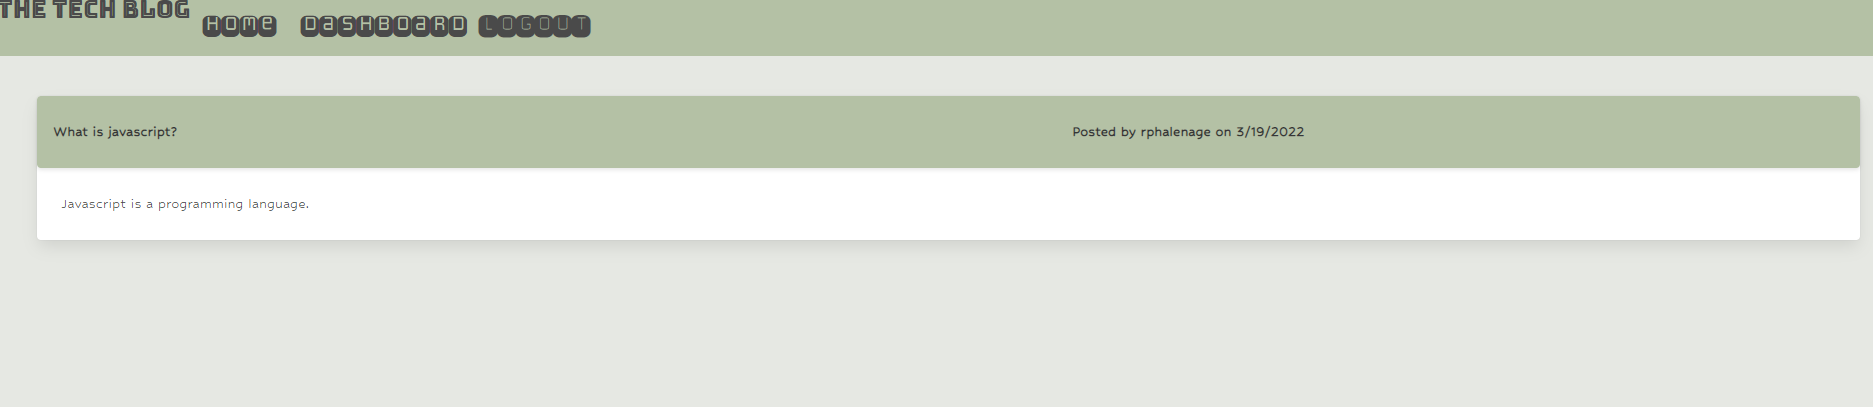 THE TECH BLOG
Home Dashboard LOGOUT
What is javascript? Posted by rphalenage on 3/19/2022
Javascript is a programming language.